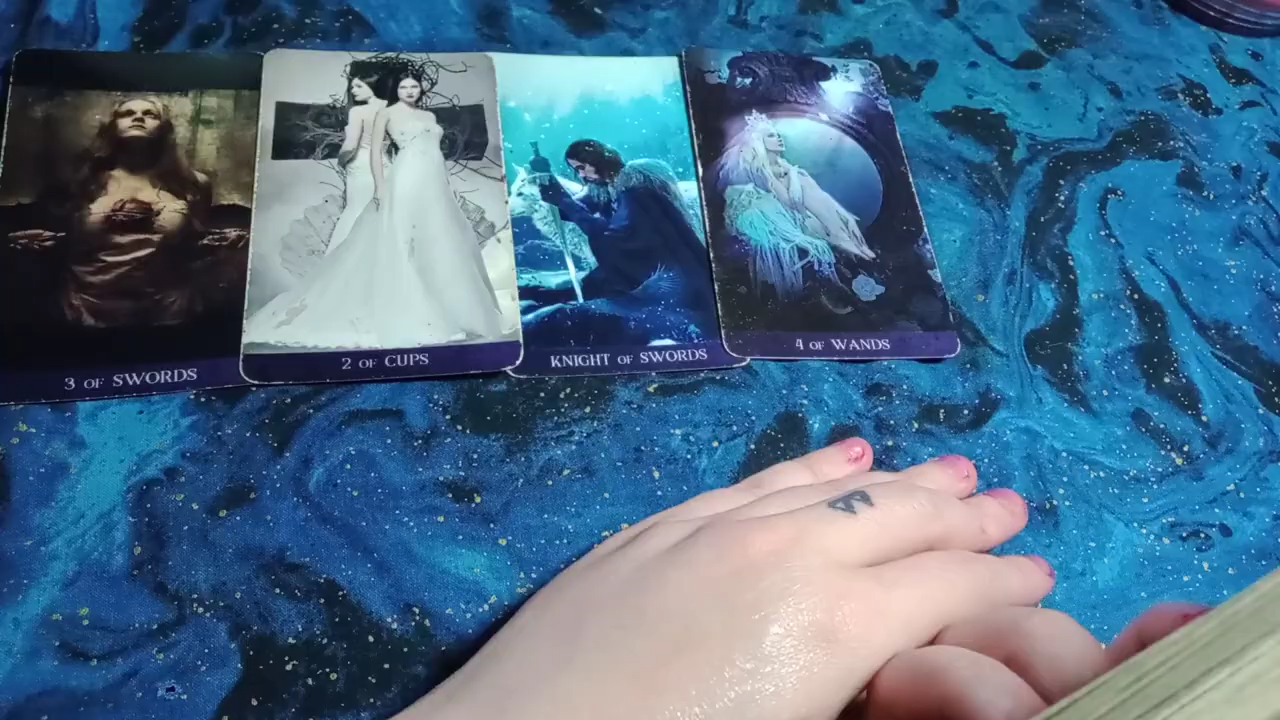 3 OF SWORDS
2 OF CUPS
KNIGHT OF SWORDS
4 OF WANDS